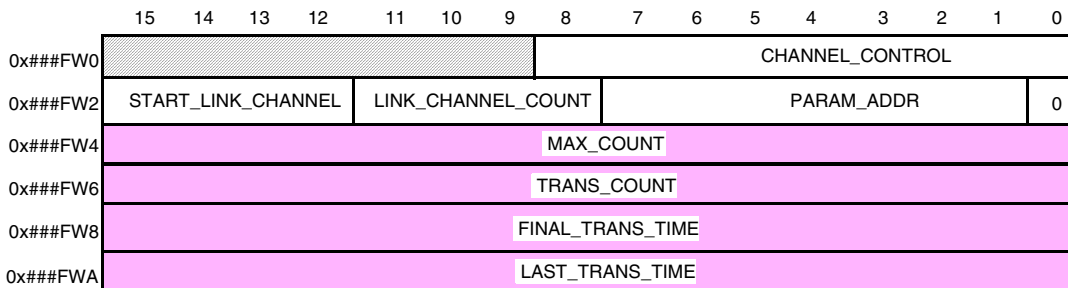 15 14 13 12 11 10 9 8 7 6 5 4 3 2 1 0
0x###FW0 CHANNEL_CONTROL
0x###FW2 START_LINK_CHANNEL LINK_CHANNEL_COUNT PARAM_ADDR 0
0x###FW4 MAX_COUNT
0x###FW6 TRANS_COUNT
0x###FW8 FINAL_TRANS_TIME
0x###FWA LAST_TRANS_TIME